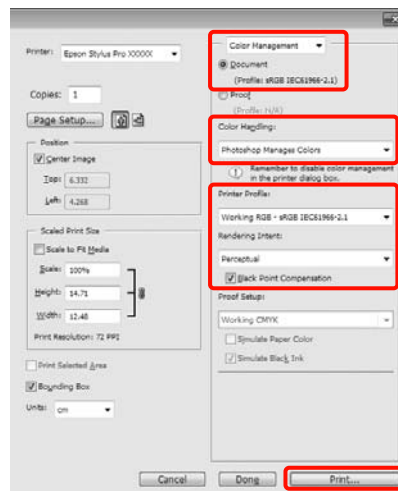 Printer: Epson Stylus Pro XXXXX
Copies: 1
Page Setup...
Position
Center Image
Top: 6.332
Left: 4.268
Scaled Print Size
Scale to Fit Media
Scale: 100%
Height: 14.71
Width: 12.48
Print Resolution: 72 PPI
Print Selected Area
Bounding Box
Units: cm
Color Management
Document
(Profile: sRGB IEC61966-2.1)
Proof
(Profile: N/A)
Color Handling:
Photoshop Manages Colors
Remember to disable color management
in the printer dialog box.
Printer Profile:
Working RGB - sRGB IEC61966-2.1
Rendering Intent:
Perceptual
Black Point Compensation
Proof Setup:
Working CMYK
Simulate Paper Color
Simulate Black Ink
Cancel
Done
Print...